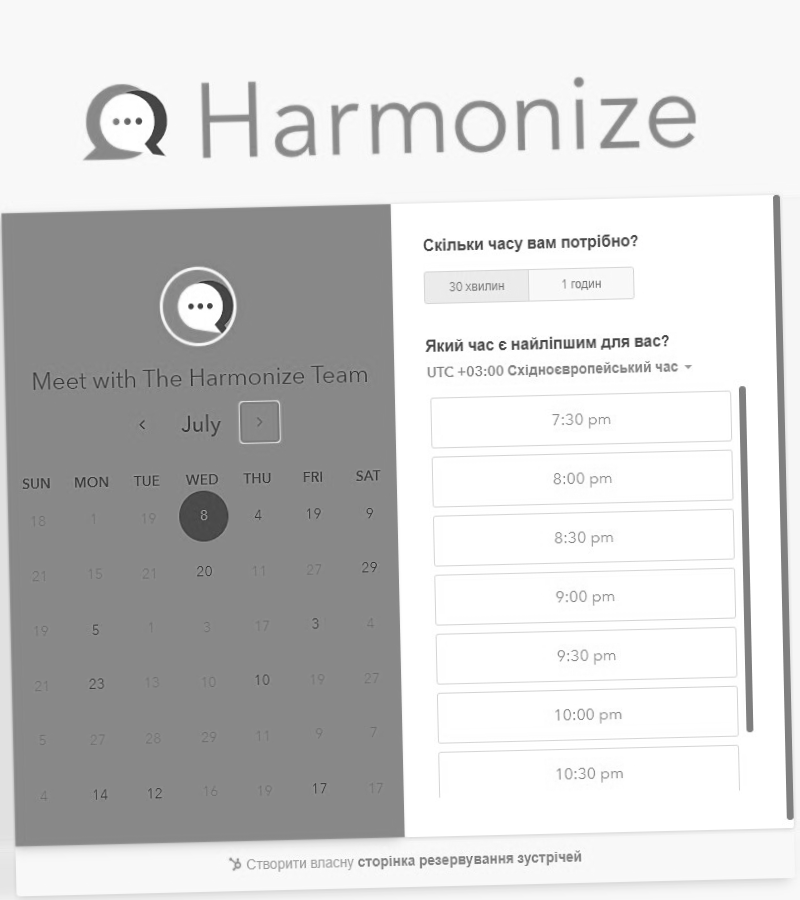 Harmonize
Meet with The Harmonize Team
July
SUN MON TUE WED THU FRI SAT
18 1 19 8 4 19 9
21 15 21 20 11 27 29
19 5 1 3 17 3 4
21 23 13 10 10 19 27
5 27 28 29 11 9 7
4 14 12 16 19 17 17
Скільки часу вам потрібно?
30 хвилин 1 годин
Який час є найліпшим для вас?
UTC +03:00 Східноєвропейський час
7:30 pm
8:00 pm
8:30 pm
9:00 pm
9:30 pm
10:00 pm
10:30 pm
Створити власну сторінка резервування зустрічей